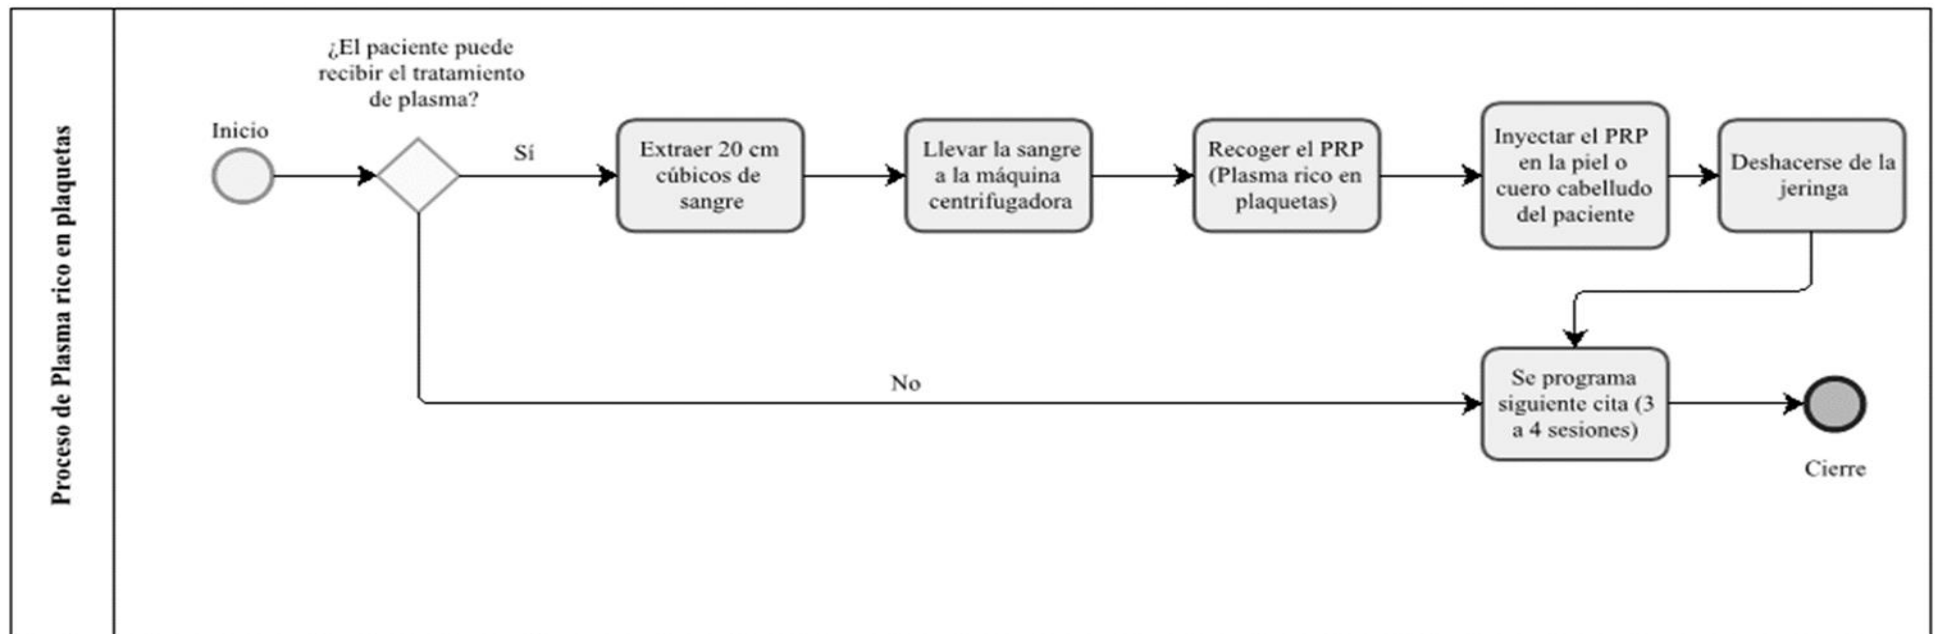 Proceso de Plasma rico en plaquetas
¿El paciente puede
recibir el tratamiento
de plasma?
Inicio
Sí
Extraer 20 cm
cúbicos de
sangre
Llevar la sangre
a la máquina
centrifugadora
Recoger el PRP
(Plasma rico en
plaquetas)
Inyectar el PRP
en la piel o
cuero cabelludo
del paciente
Deshacerse de la
jeringa
No
Se programa
siguiente cita (3
a 4 sesiones)
Cierre